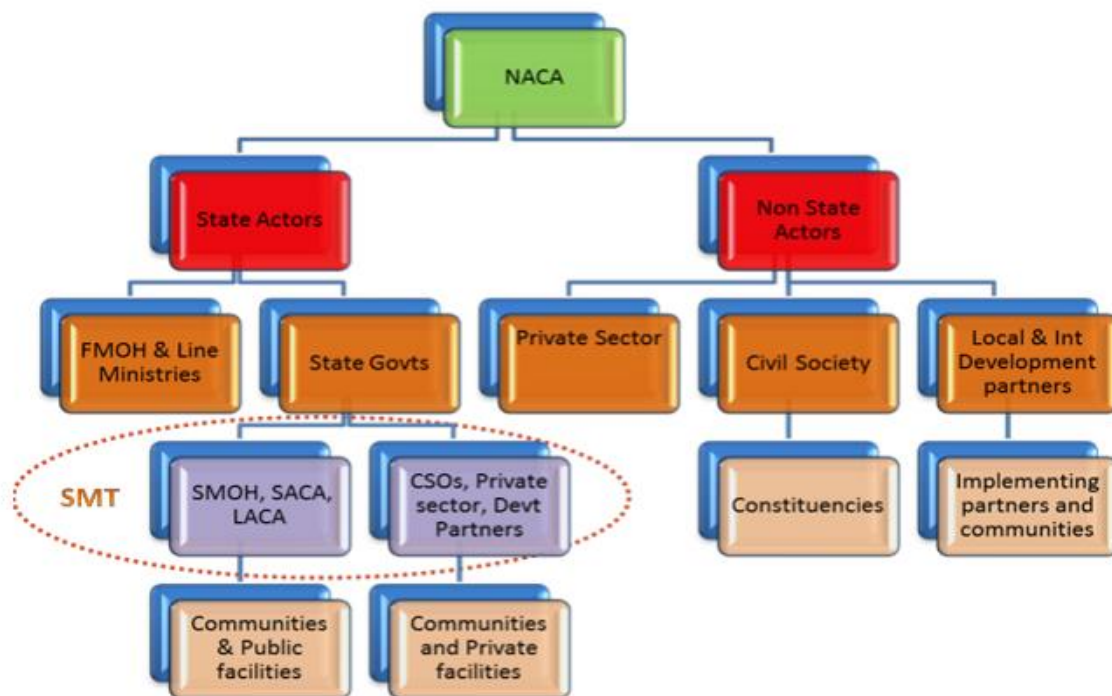 NACA
State Actors
Non State
Actors
FMOH & Line
Ministries
State Govts
Private Sector
Civil Society
Local & Int
Development
partners
SMT
SMOH, SACA,
LACA
CSOs, Private
sector, Devt
Partners
Constituencies
Implementing
partners and
communities
Communities
& Public
facilities
Communities
and Private
facilities